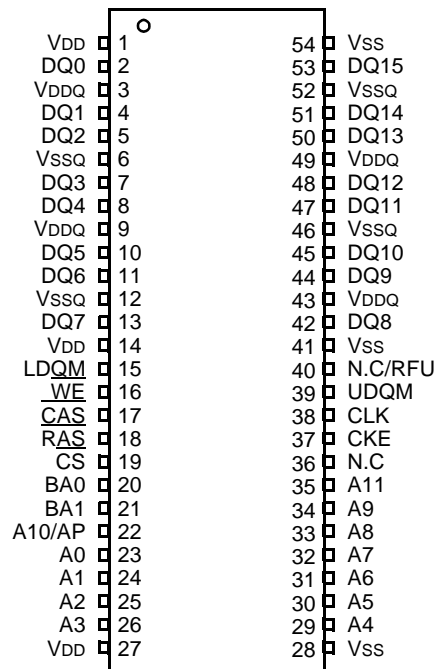 VDD 1 54 VSS
DQ0 2 53 DQ15
VDDQ 3 52 VSSQ
DQ1 4 51 DQ14
DQ2 5 50 DQ13
VSSQ 6 49 VDDQ
DQ3 7 48 DQ12
DQ4 8 47 DQ11
VDDQ 9 46 VSSQ
DQ5 10 45 DQ10
DQ6 11 44 DQ9
VSSQ 12 43 VDDQ
DQ7 13 42 DQ8
VDD 14 41 VSS
LDQM 15 40 N.C/RFU
WE 16 39 UDQM
CAS 17 38 CLK
RAS 18 37 CKE
CS 19 36 N.C
BA0 20 35 A11
BA1 21 34 A9
A10/AP 22 33 A8
A0 23 32 A7
A1 24 31 A6
A2 25 30 A5
A3 26 29 A4
VDD 27 28 VSS